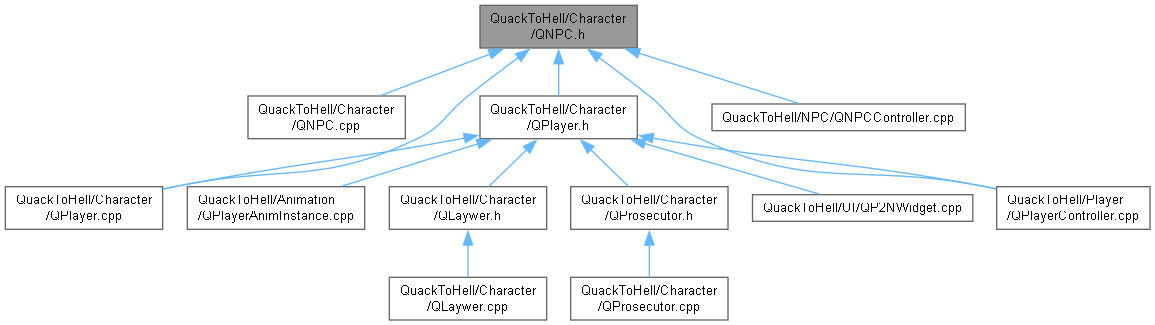 QuackToHell/Character
/QNPC.h
QuackToHell/Character
/QNPC.cpp
QuackToHell/Character
/QPlayer.h
QuackToHell/NPC/QNPCController.cpp
QuackToHell/Character
/QPlayer.cpp
QuackToHell/Animation
/QPlayerAnimInstance.cpp
QuackToHell/Character
/QLaywer.h
QuackToHell/Character
/QProsecutor.h
QuackToHell/UI/QP2NWidget.cpp
QuackToHell/Player
/QPlayerController.cpp
QuackToHell/Character
/QLaywer.cpp
QuackToHell/Character
/QProsecutor.cpp